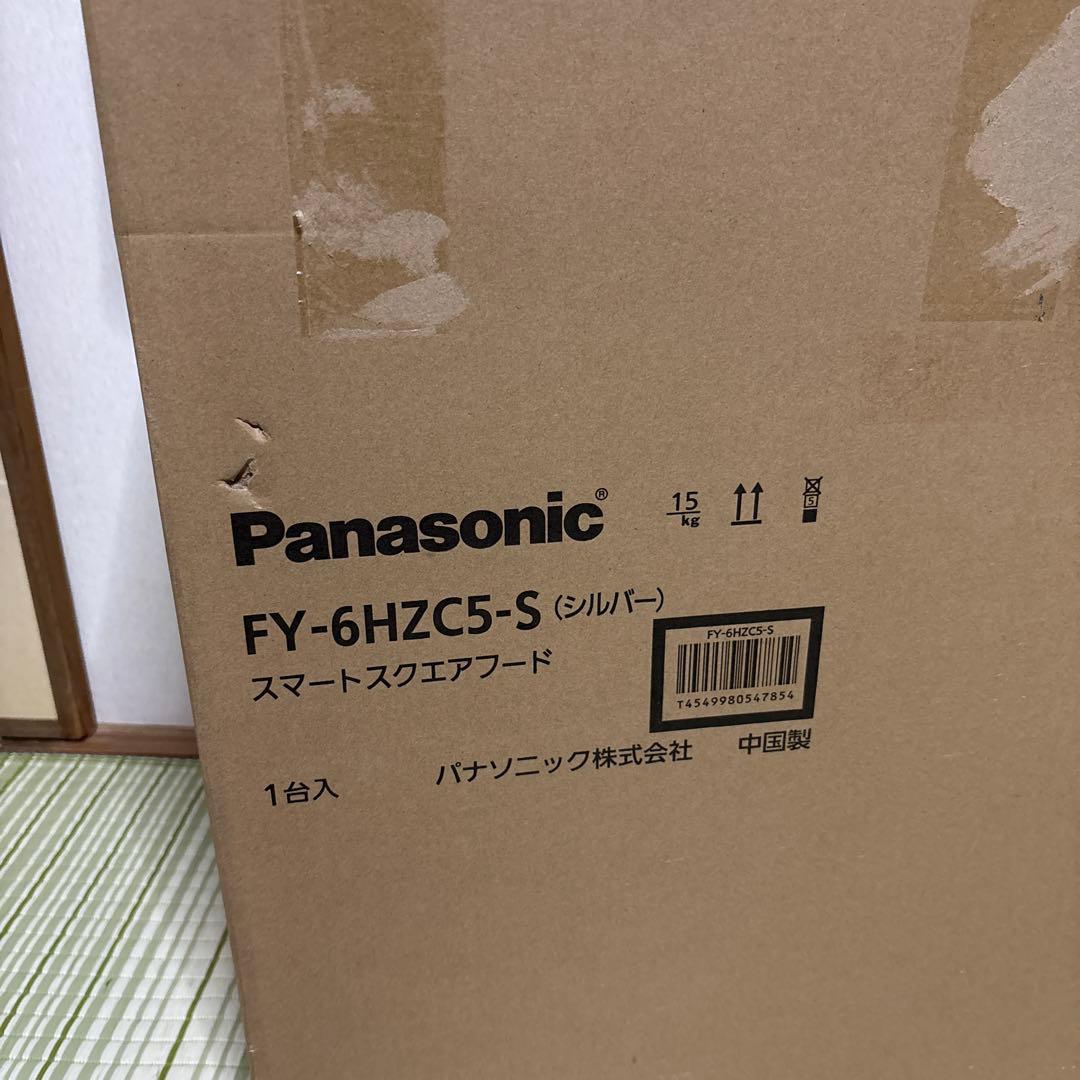 Panasonic®
15
kg
5
FY-6HZC5-S (シルバー)
スマートスクエアフード
FY-6HZC5-S
T4549980547854
1台入
パナソニック株式会社
中国製